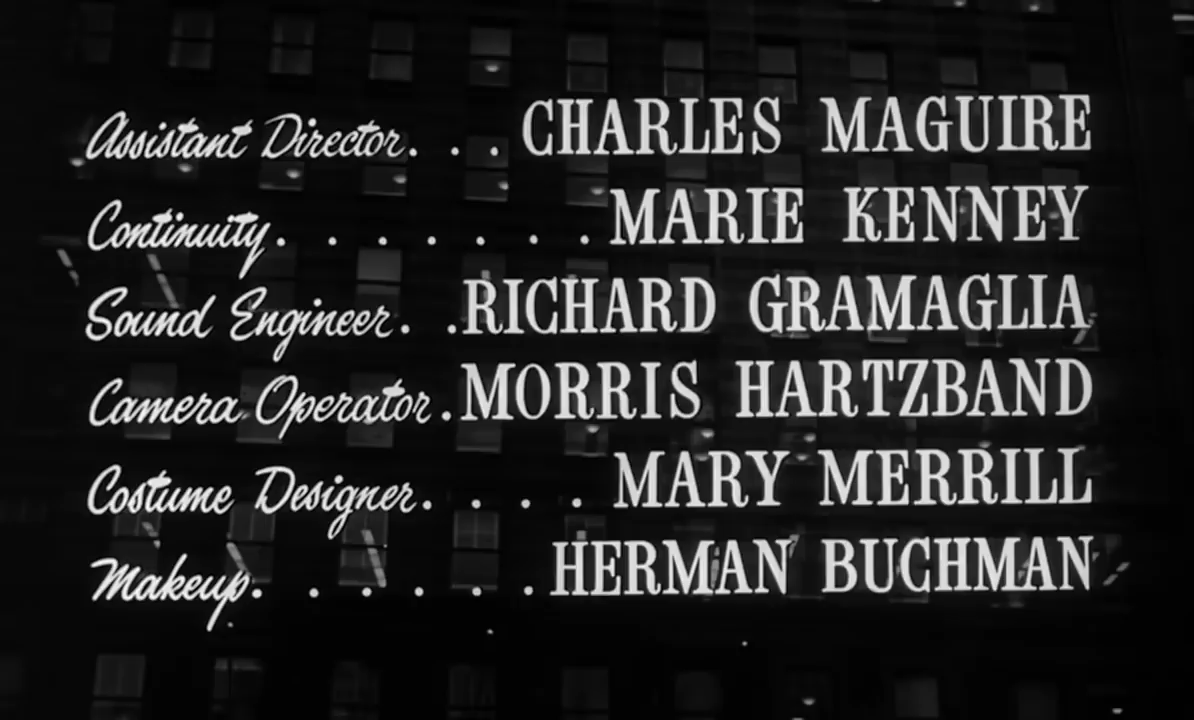 Assistant Director. . . CHARLES MAGUIRE
Continuity. . . . . . . MARIE KENNEY
Sound Engineer. . . RICHARD GRAMAGLIA
Camera Operator . MORRIS HARTZBAND
Costume Designer. . . . MARY MERRILL
Makeup. . . . . . HERMAN BUCHMAN